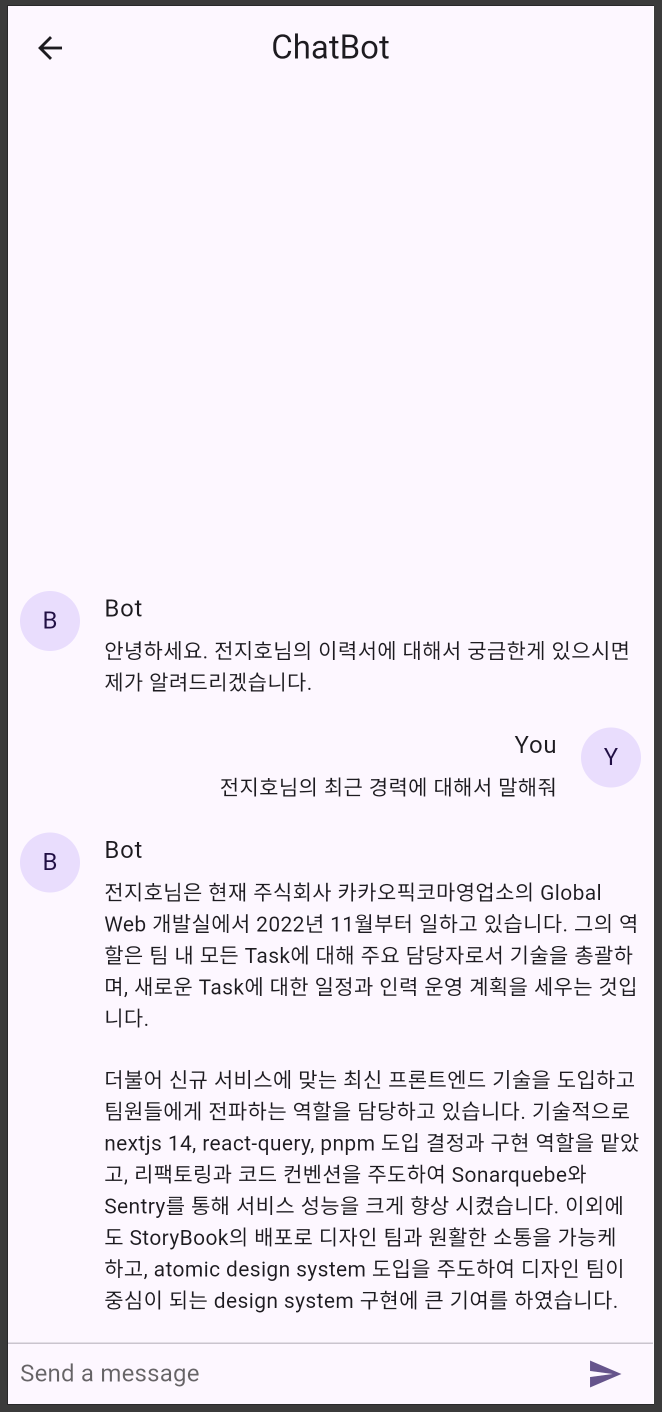 ChatBot
B
Bot
안녕하세요. 전지호님의 이력서에 대해서 궁금한게 있으시면
제가 알려드리겠습니다.
You
Y
전지호님의 최근 경력에 대해서 말해줘
B
Bot
전지호님은 현재 주식회사 카카오픽코마영업소의 Global
Web 개발실에서 2022년 11월부터 일하고 있습니다. 그의 역
할은 팀 내 모든 Task에 대해 주요 담당자로서 기술을 총괄하
며, 새로운 Task에 대한 일정과 인력 운영 계획을 세우는 것입
니다.
더불어 신규 서비스에 맞는 최신 프론트엔드 기술을 도입하고
팀원들에게 전파하는 역할을 담당하고 있습니다. 기술적으로
nextjs 14, react-query, pnpm 도입 결정과 구현 역할을 맡았
고, 리팩토링과 코드 컨벤션을 주도하여 Sonarquebe와
Sentry를 통해 서비스 성능을 크게 향상 시켰습니다. 이외에
도 StoryBook의 배포로 디자인 팀과 원활한 소통을 가능케
하고, atomic design system 도입을 주도하여 디자인 팀이
중심이 되는 design system 구현에 큰 기여를 하였습니다.
Send a message